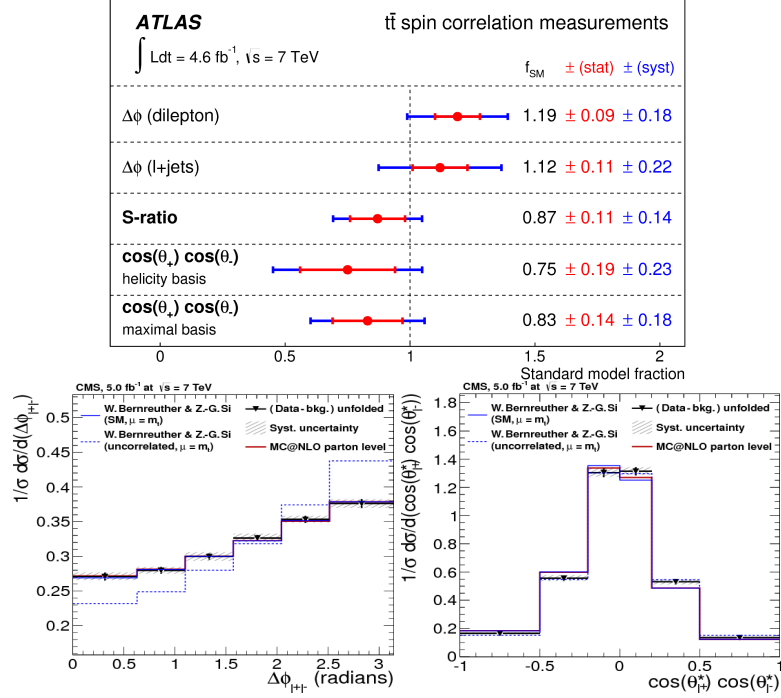 ATLAS tt̄ spin correlation measurements
∫ Ldt = 4.6 fb⁻¹, √s = 7 TeV
f_SM ± (stat) ± (syst)
Δϕ (dilepton) 1.19 ± 0.09 ± 0.18
Δϕ (l+jets) 1.12 ± 0.11 ± 0.22
S-ratio 0.87 ± 0.11 ± 0.14
cos(θ₊) cos(θ₋)
helicity basis 0.75 ± 0.19 ± 0.23
cos(θ₊) cos(θ₋)
maximal basis 0.83 ± 0.14 ± 0.18
0 0.5 1 1.5 2
Standard model fraction
CMS, 5.0 fb⁻¹ at √s = 7 TeV
W. Bernreuther & Z.-G.Si
(SM, μ = mₜ)
W. Bernreuther & Z.-G.Si
(uncorrelated, μ = mₜ)
(Data - bkg.) unfolded
Syst. uncertainty
MC@NLO parton level
1/σ dσ/d(Δϕ_l+l-)
0.5
0.45
0.4
0.35
0.3
0.25
0.2
0 0.5 1 1.5 2 2.5 3
Δϕ_l+l- (radians)
CMS, 5.0 fb⁻¹ at √s = 7 TeV
W. Bernreuther & Z.-G.Si
(SM, μ = mₜ)
W. Bernreuther & Z.-G.Si
(uncorrelated, μ = mₜ)
(Data - bkg.) unfolded
Syst. uncertainty
MC@NLO parton level
1/σ dσ/d(cos(θ*_l+) cos(θ*_l-))
1.8
1.6
1.4
1.2
1
0.8
0.6
0.4
0.2
0
-1 -0.5 0 0.5 1
cos(θ*_l+) cos(θ*_l-)